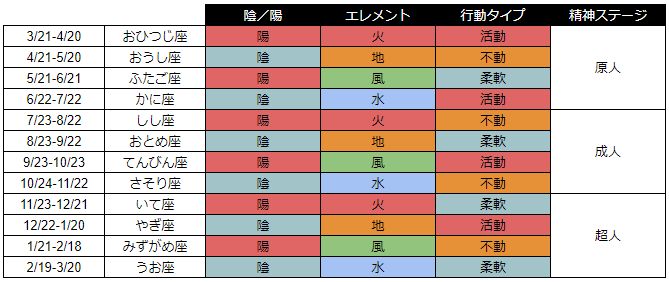 陰／陽 エレメント 行動タイプ 精神ステージ
3/21-4/20 おひつじ座 陽 火 活動
4/21-5/20 おうし座 陰 地 不動 原人
5/21-6/21 ふたご座 陽 風 柔軟
6/22-7/22 かに座 陰 水 活動
7/23-8/22 しし座 陽 火 不動
8/23-9/22 おとめ座 陰 地 柔軟 成人
9/23-10/23 てんびん座 陽 風 活動
10/24-11/22 さそり座 陰 水 不動
11/23-12/21 いて座 陽 火 柔軟
12/22-1/20 やぎ座 陰 地 活動 超人
1/21-2/18 みずがめ座 陽 風 不動
2/19-3/20 うお座 陰 水 柔軟